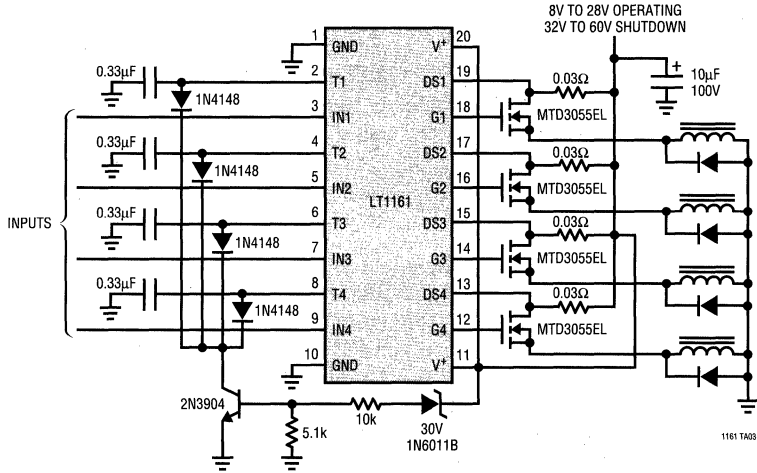 8V TO 28V OPERATING
32V TO 60V SHUTDOWN
1
GND
V+
20
0.33µF
2
T1
DS1
19
0.03Ω
+
10µF
100V
1N4148
3
IN1
G1
18
MTD3055EL
0.33µF
4
T2
DS2
17
0.03Ω
1N4148
5
IN2
G2
16
MTD3055EL
LT1161
INPUTS
0.33µF
6
T3
DS3
15
0.03Ω
1N4148
7
IN3
G3
14
MTD3055EL
0.33µF
8
T4
DS4
13
0.03Ω
1N4148
9
IN4
G4
12
MTD3055EL
10
GND
V+
11
2N3904
5.1k
10k
30V
1N6011B
1161 TA03